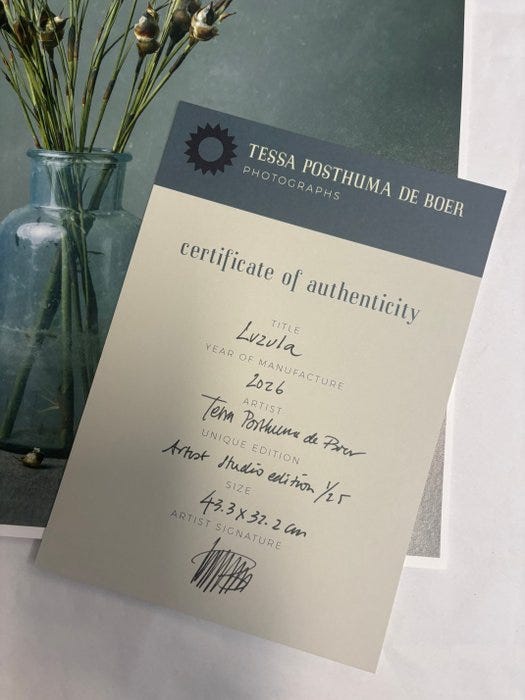 TESSA POSTHUMA DE BOER
PHOTOGRAPHS
certificate of authenticity
TITLE
Luzula
YEAR OF MANUFACTURE
2026
ARTIST
Tessa Posthuma de Boer
UNIQUE EDITION
Artist Studio edition 1/25
SIZE
43.3 x 32.2 cm
ARTIST SIGNATURE